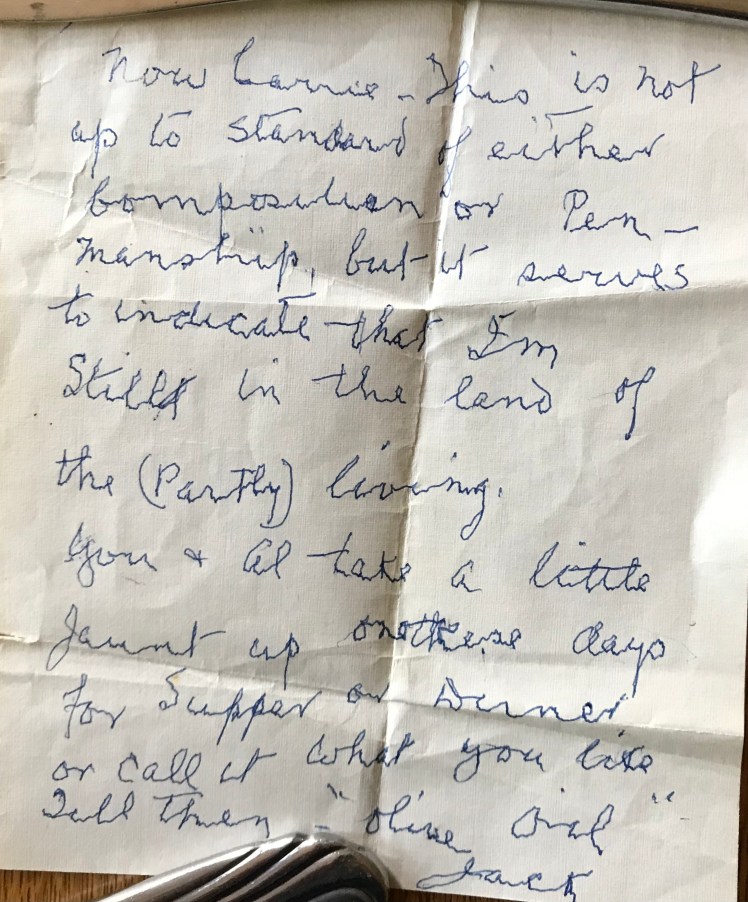 Now Carrie - This is not
up to standard of either
Composition or Pen-
manship, but it serves
to indicate that I'm
Still in the land of
the (Partly) living.
You & Al take a little
Jaunt up one these days
for Supper or Dinner
or call it what you like
Till then - "Olive Oil"
Jack